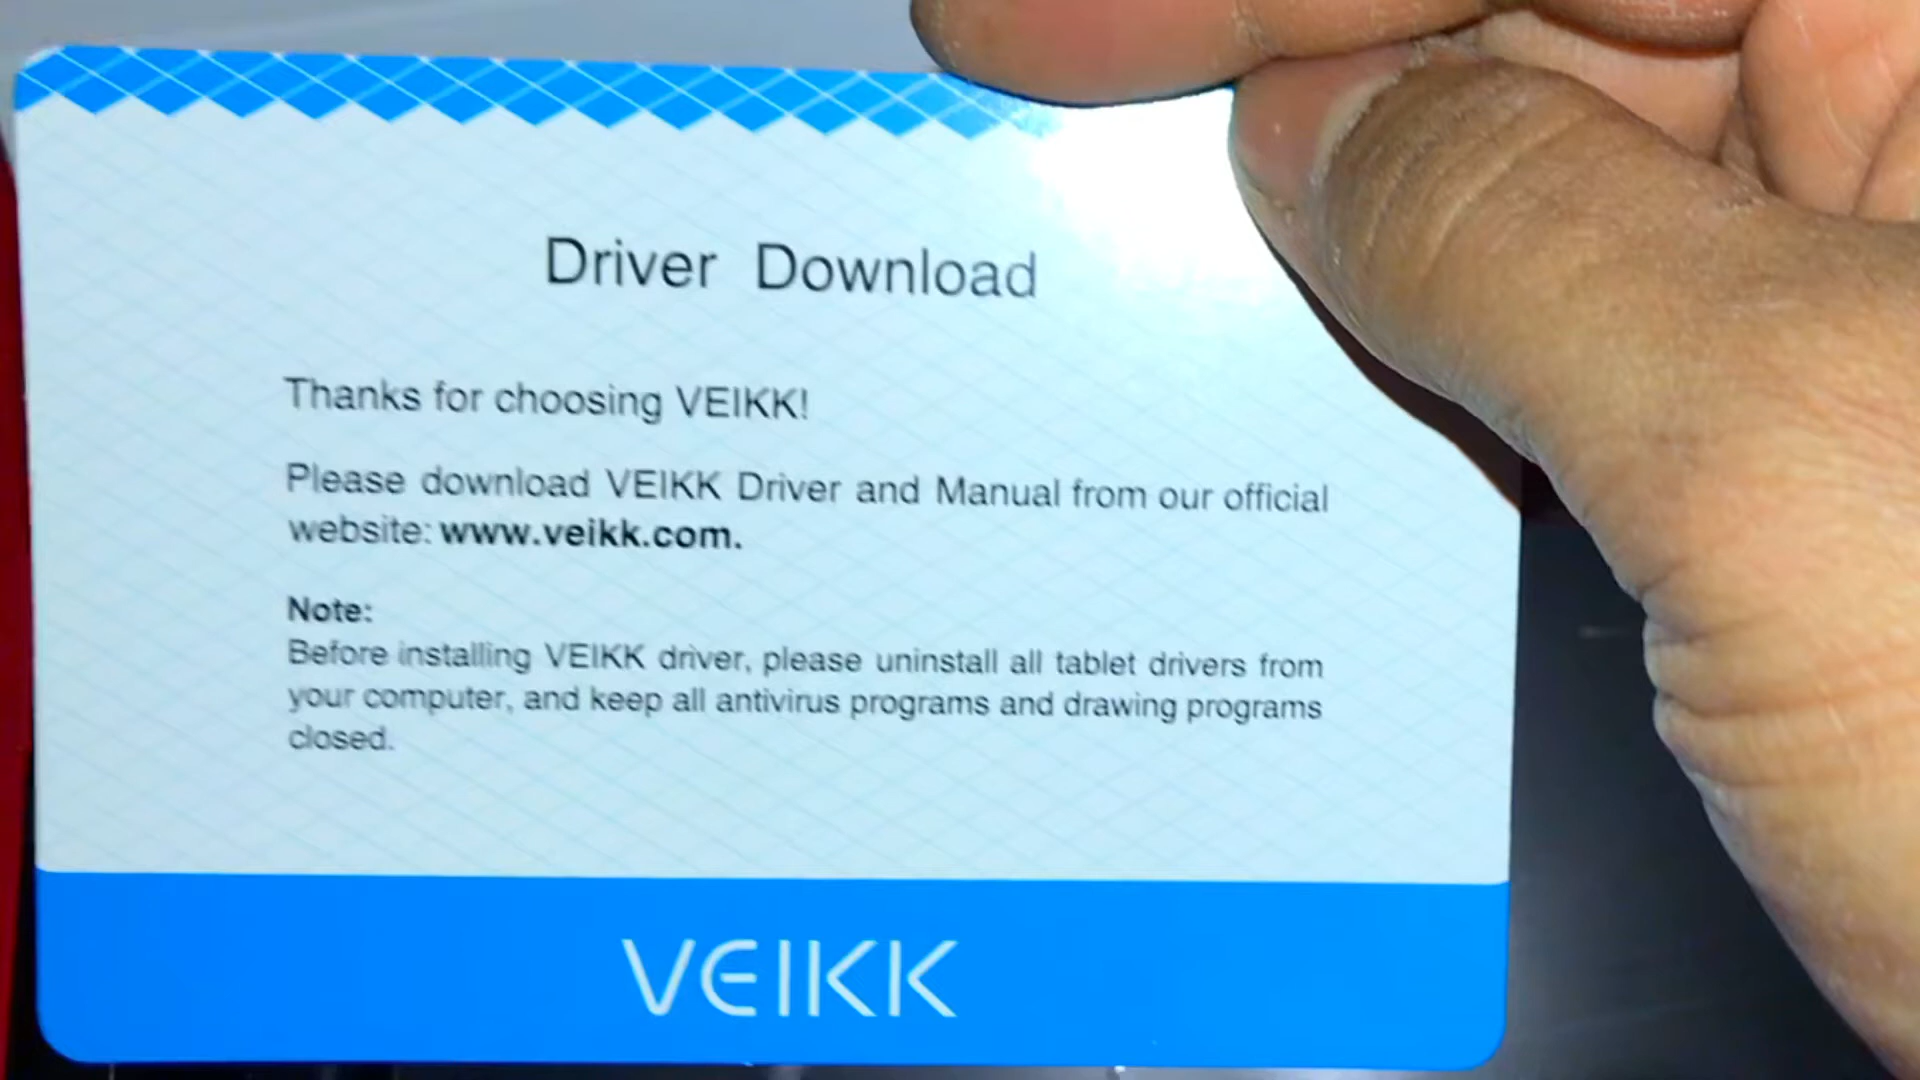 Driver Download
Thanks for choosing VEIKK!
Please download VEIKK Driver and Manual from our official
website: www.veikk.com.
Note:
Before installing VEIKK driver, please uninstall all tablet drivers from
your computer, and keep all antivirus programs and drawing programs
closed.
VEIKK